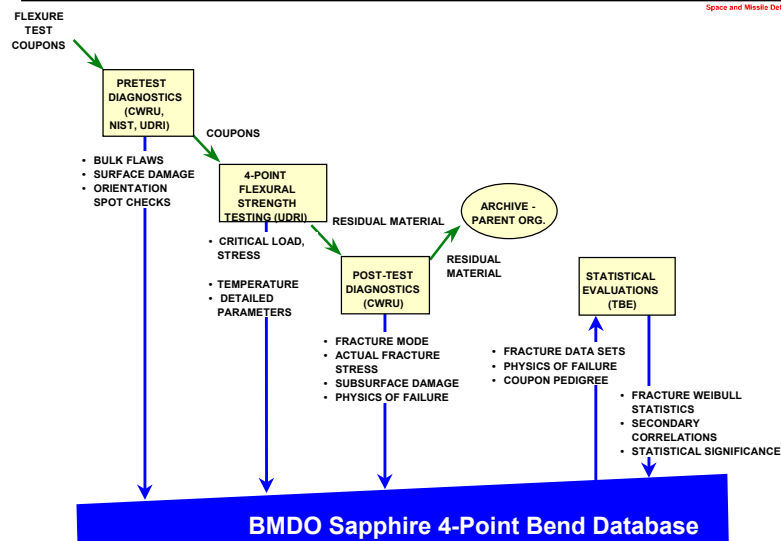 Space and Missile Def
FLEXURE
TEST
COUPONS
PRETEST
DIAGNOSTICS
(CWRU,
NIST, UDRI)
COUPONS
• BULK FLAWS
• SURFACE DAMAGE
• ORIENTATION
SPOT CHECKS
4-POINT
FLEXURAL
STRENGTH
TESTING (UDRI)
RESIDUAL MATERIAL
ARCHIVE -
PARENT ORG.
• CRITICAL LOAD,
STRESS
• TEMPERATURE
• DETAILED
PARAMETERS
POST-TEST
DIAGNOSTICS
(CWRU)
RESIDUAL
MATERIAL
STATISTICAL
EVALUATIONS
(TBE)
• FRACTURE MODE
• ACTUAL FRACTURE
STRESS
• SUBSURFACE DAMAGE
• PHYSICS OF FAILURE
• FRACTURE DATA SETS
• PHYSICS OF FAILURE
• COUPON PEDIGREE
• FRACTURE WEIBULL
STATISTICS
• SECONDARY
CORRELATIONS
• STATISTICAL SIGNIFICANCE
BMDO Sapphire 4-Point Bend Database